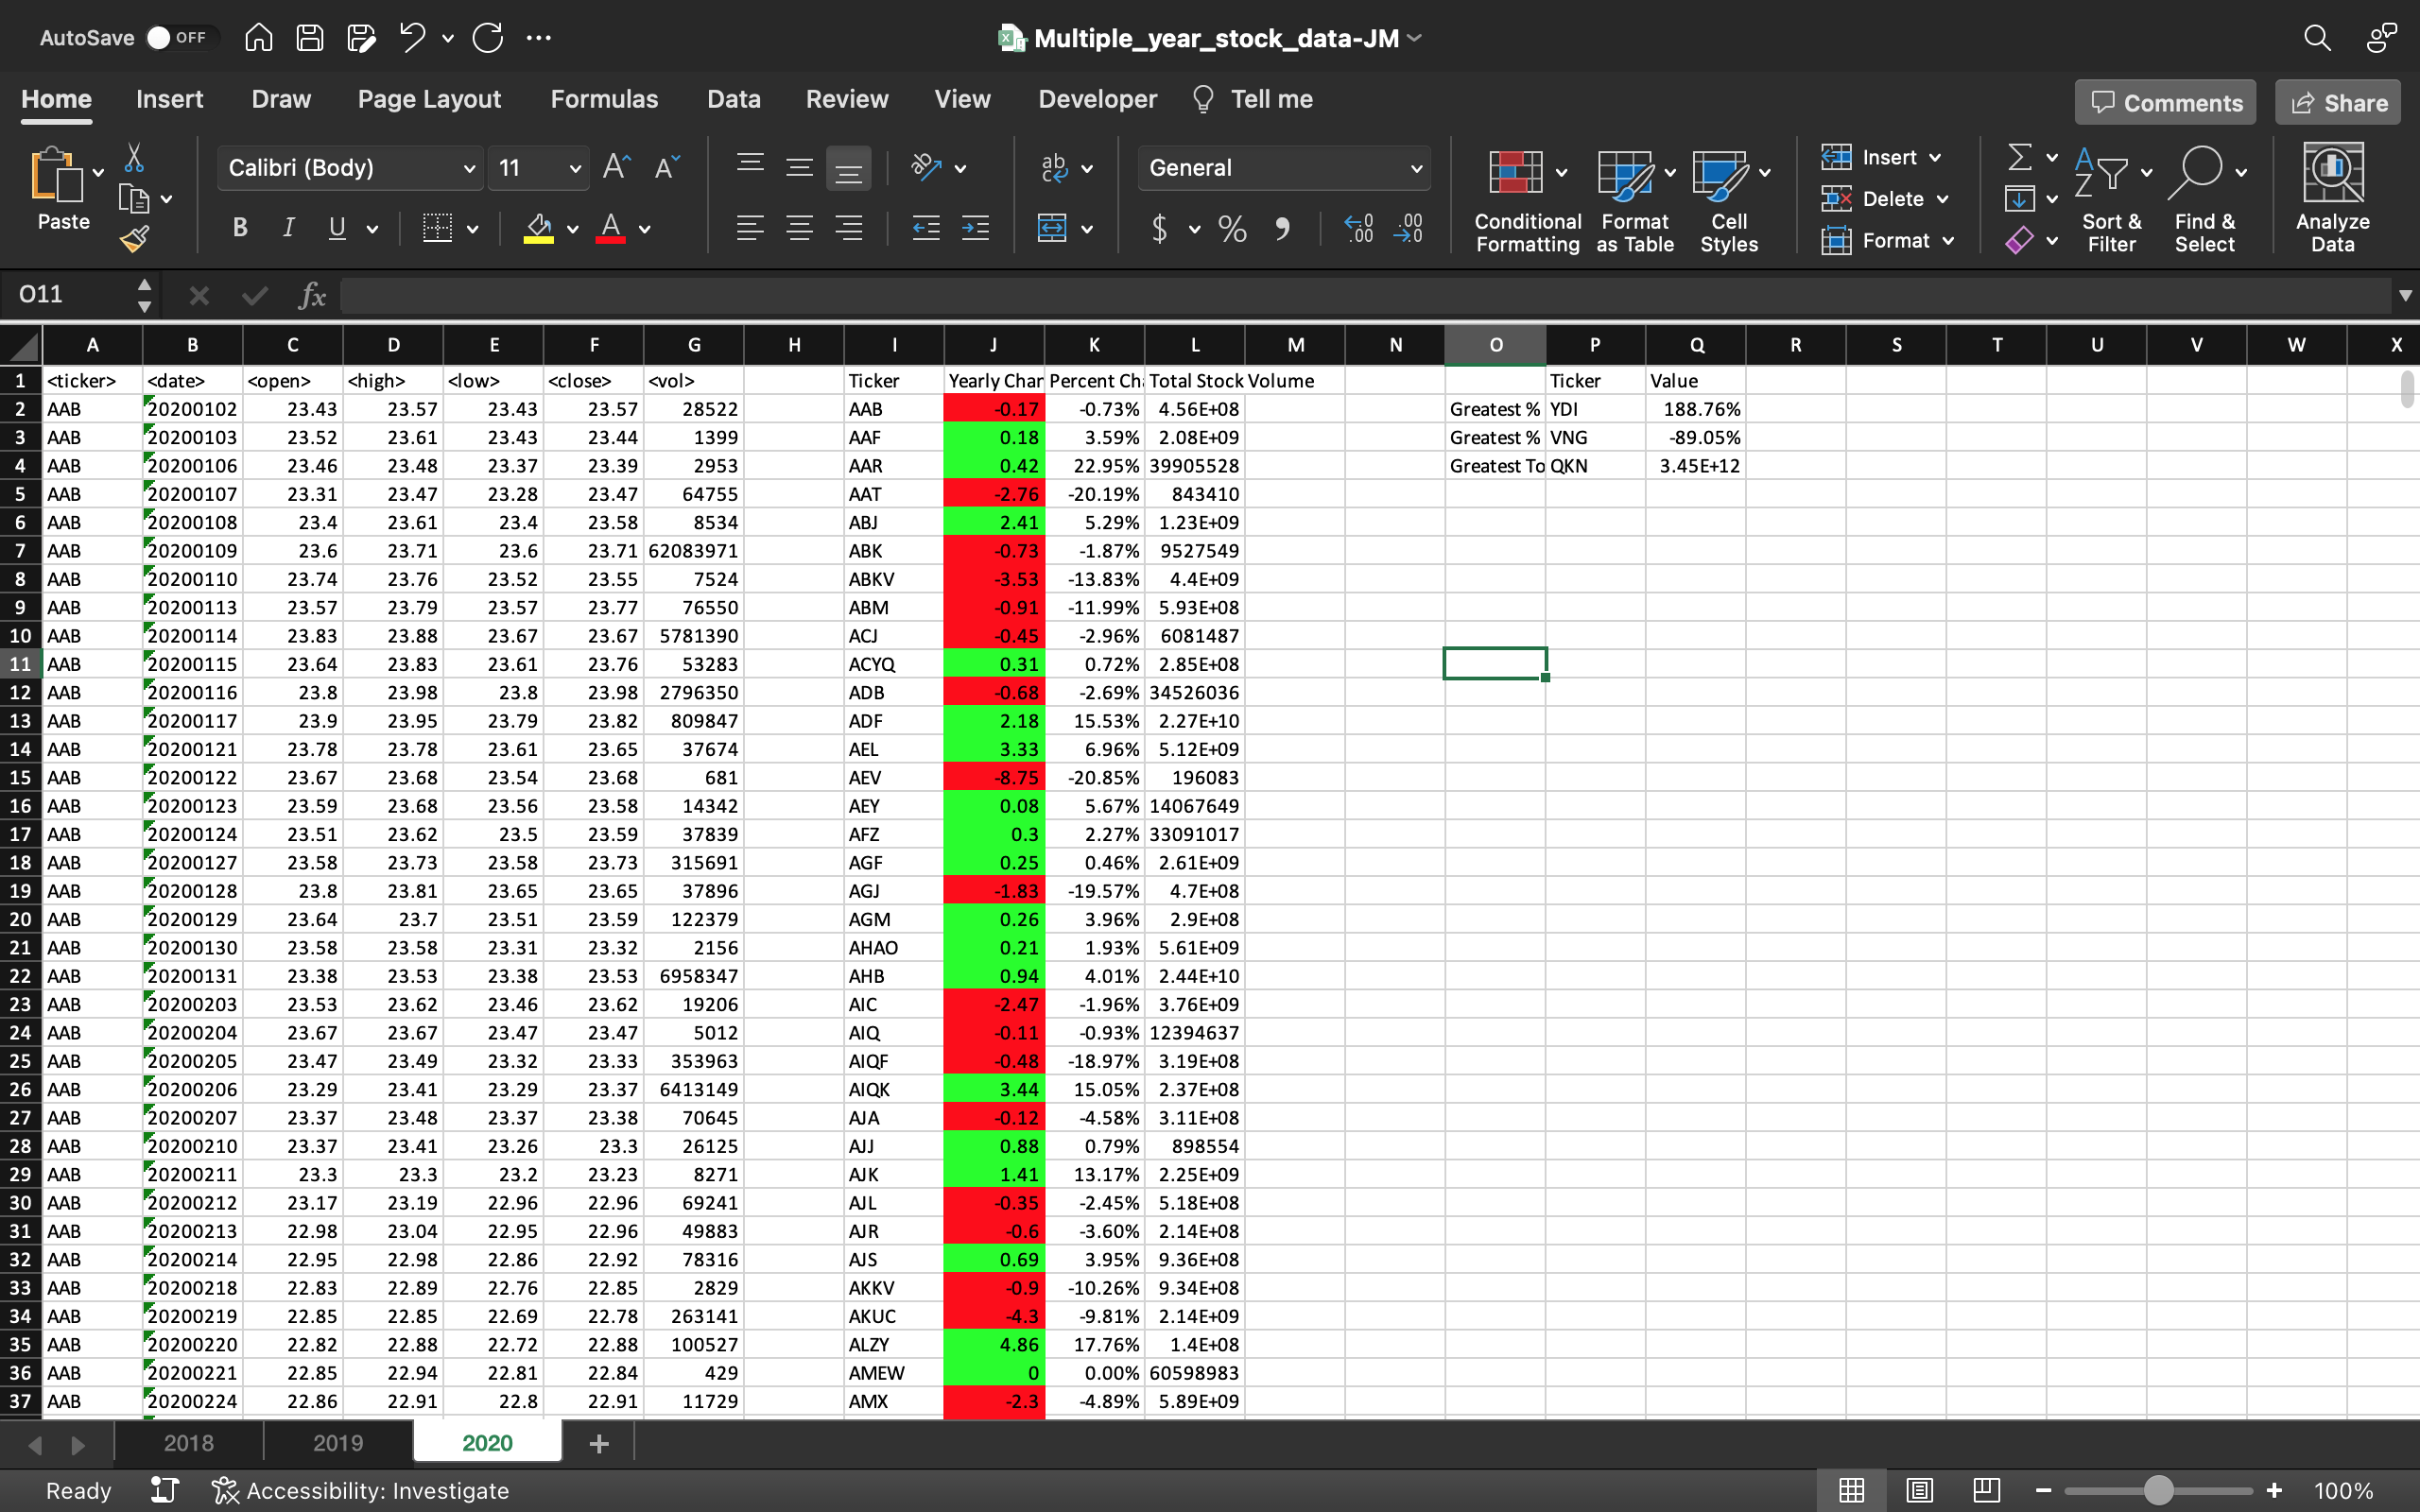 AutoSave OFF Multiple_year_stock_data-JM
Home Insert Draw Page Layout Formulas Data Review View Developer Tell me Comments Share
Paste Calibri (Body) 11 General Conditional Formatting Format as Table Cell Styles Insert Delete Format Sort & Filter Find & Select Analyze Data
O11 fx
A B C D E F G H I J K L M N O P Q R S T U V W X
1 <ticker> <date> <open> <high> <low> <close> <vol> Ticker Yearly Char Percent Ch Total Stock Volume Ticker Value
2 AAB 20200102 23.43 23.57 23.43 23.57 28522 AAB -0.17 -0.73% 4.56E+08 Greatest % YDI 188.76%
3 AAB 20200103 23.52 23.61 23.43 23.44 1399 AAF 0.18 3.59% 2.08E+09 Greatest % VNG -89.05%
4 AAB 20200106 23.46 23.48 23.37 23.39 2953 AAR 0.42 22.95% 39905528 Greatest To QKN 3.45E+12
5 AAB 20200107 23.31 23.47 23.28 23.47 64755 AAT -2.76 -20.19% 843410
6 AAB 20200108 23.4 23.61 23.4 23.58 8534 ABJ 2.41 5.29% 1.23E+09
7 AAB 20200109 23.6 23.71 23.6 23.71 62083971 ABK -0.73 -1.87% 9527549
8 AAB 20200110 23.74 23.76 23.52 23.55 7524 ABKV -3.53 -13.83% 4.4E+09
9 AAB 20200113 23.57 23.79 23.57 23.77 76550 ABM -0.91 -11.99% 5.93E+08
10 AAB 20200114 23.83 23.88 23.67 23.67 5781390 ACJ -0.45 -2.96% 6081487
11 AAB 20200115 23.64 23.83 23.61 23.76 53283 ACYQ 0.31 0.72% 2.85E+08
12 AAB 20200116 23.8 23.98 23.8 23.98 2796350 ADB -0.68 -2.69% 34526036
13 AAB 20200117 23.9 23.95 23.79 23.82 809847 ADF 2.18 15.53% 2.27E+10
14 AAB 20200121 23.78 23.78 23.61 23.65 37674 AEL 3.33 6.96% 5.12E+09
15 AAB 20200122 23.67 23.68 23.54 23.68 681 AEV -8.75 -20.85% 196083
16 AAB 20200123 23.59 23.68 23.56 23.58 14342 AEY 0.08 5.67% 14067649
17 AAB 20200124 23.51 23.62 23.5 23.59 37839 AFZ 0.3 2.27% 33091017
18 AAB 20200127 23.58 23.73 23.58 23.73 315691 AGF 0.25 0.46% 2.61E+09
19 AAB 20200128 23.8 23.81 23.65 23.65 37896 AGJ -1.83 -19.57% 4.7E+08
20 AAB 20200129 23.64 23.7 23.51 23.59 122379 AGM 0.26 3.96% 2.9E+08
21 AAB 20200130 23.58 23.58 23.31 23.32 2156 AHAO 0.21 1.93% 5.61E+09
22 AAB 20200131 23.38 23.53 23.38 23.53 6958347 AHB 0.94 4.01% 2.44E+10
23 AAB 20200203 23.53 23.62 23.46 23.62 19206 AIC -2.47 -1.96% 3.76E+09
24 AAB 20200204 23.67 23.67 23.47 23.47 5012 AIQ -0.11 -0.93% 12394637
25 AAB 20200205 23.47 23.49 23.32 23.33 353963 AIQF -0.48 -18.97% 3.19E+08
26 AAB 20200206 23.29 23.41 23.29 23.37 6413149 AIQK 3.44 15.05% 2.37E+08
27 AAB 20200207 23.37 23.48 23.37 23.38 70645 AJA -0.12 -4.58% 3.11E+08
28 AAB 20200210 23.37 23.41 23.26 23.3 26125 AJJ 0.88 0.79% 898554
29 AAB 20200211 23.3 23.3 23.2 23.23 8271 AJK 1.41 13.17% 2.25E+09
30 AAB 20200212 23.17 23.19 22.96 22.96 69241 AJL -0.35 -2.45% 5.18E+08
31 AAB 20200213 22.98 23.04 22.95 22.96 49883 AJR -0.6 -3.60% 2.14E+08
32 AAB 20200214 22.95 22.98 22.86 22.92 78316 AJS 0.69 3.95% 9.36E+08
33 AAB 20200218 22.83 22.89 22.76 22.85 2829 AKKV -0.9 -10.26% 9.34E+08
34 AAB 20200219 22.85 22.85 22.69 22.78 263141 AKUC -4.3 -9.81% 2.14E+09
35 AAB 20200220 22.82 22.88 22.72 22.88 100527 ALZY 4.86 17.76% 1.4E+08
36 AAB 20200221 22.85 22.94 22.81 22.84 429 AMEW 0 0.00% 60598983
37 AAB 20200224 22.86 22.91 22.8 22.91 11729 AMX -2.3 -4.89% 5.89E+09
2018 2019 2020
Ready Accessibility: Investigate 100%